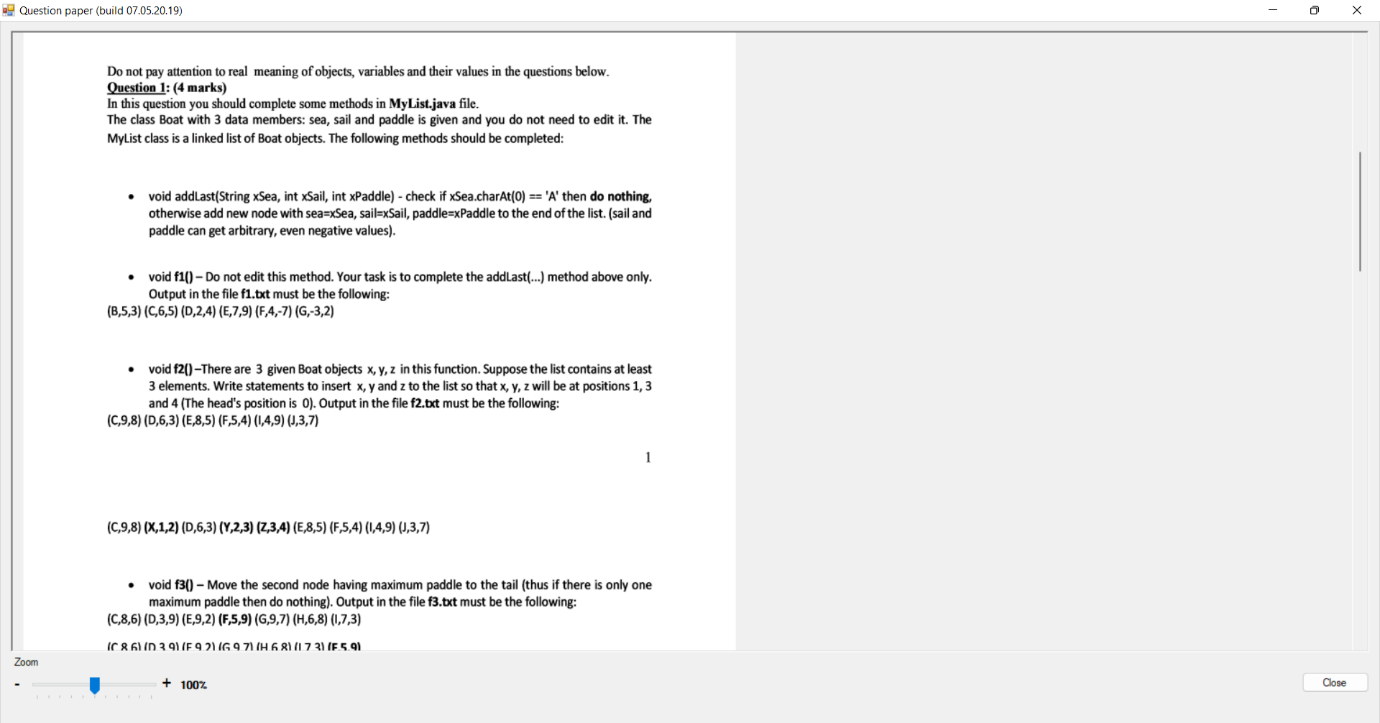 Question paper (build 07.05.20.19)
Do not pay attention to real meaning of objects, variables and their values in the questions below.
Question 1: (4 marks)
In this question you should complete some methods in MyList.java file.
The class Boat with 3 data members: sea, sail and paddle is given and you do not need to edit it. The
MyList class is a linked list of Boat objects. The following methods should be completed:
• void addLast(String xSea, int xSail, int xPaddle) - check if xSea.charAt(0) == 'A' then do nothing,
otherwise add new node with sea=xSea, sail=xSail, paddle=xPaddle to the end of the list. (sail and
paddle can get arbitrary, even negative values).
• void f1() – Do not edit this method. Your task is to complete the addLast(...) method above only.
Output in the file f1.txt must be the following:
(B,5,3) (C,6,5) (D,2,4) (E,7,9) (F,4,-7) (G,-3,2)
• void f2() –There are 3 given Boat objects x, y, z in this function. Suppose the list contains at least
3 elements. Write statements to insert x, y and z to the list so that x, y, z will be at positions 1, 3
and 4 (The head's position is 0). Output in the file f2.txt must be the following:
(C,9,8) (D,6,3) (E,8,5) (F,5,4) (I,4,9) (J,3,7)
1
(C,9,8) (X,1,2) (D,6,3) (Y,2,3) (Z,3,4) (E,8,5) (F,5,4) (I,4,9) (J,3,7)
• void f3() – Move the second node having maximum paddle to the tail (thus if there is only one
maximum paddle then do nothing). Output in the file f3.txt must be the following:
(C,8,6) (D,3,9) (E,9,2) (F,5,9) (G,9,7) (H,6,8) (I,7,3)
(C,8,6) (D,3,9) (E,9,2) (G,9,7) (H,6,8) (I,7,3) (F,5,9)
Zoom
- + 100%
Close